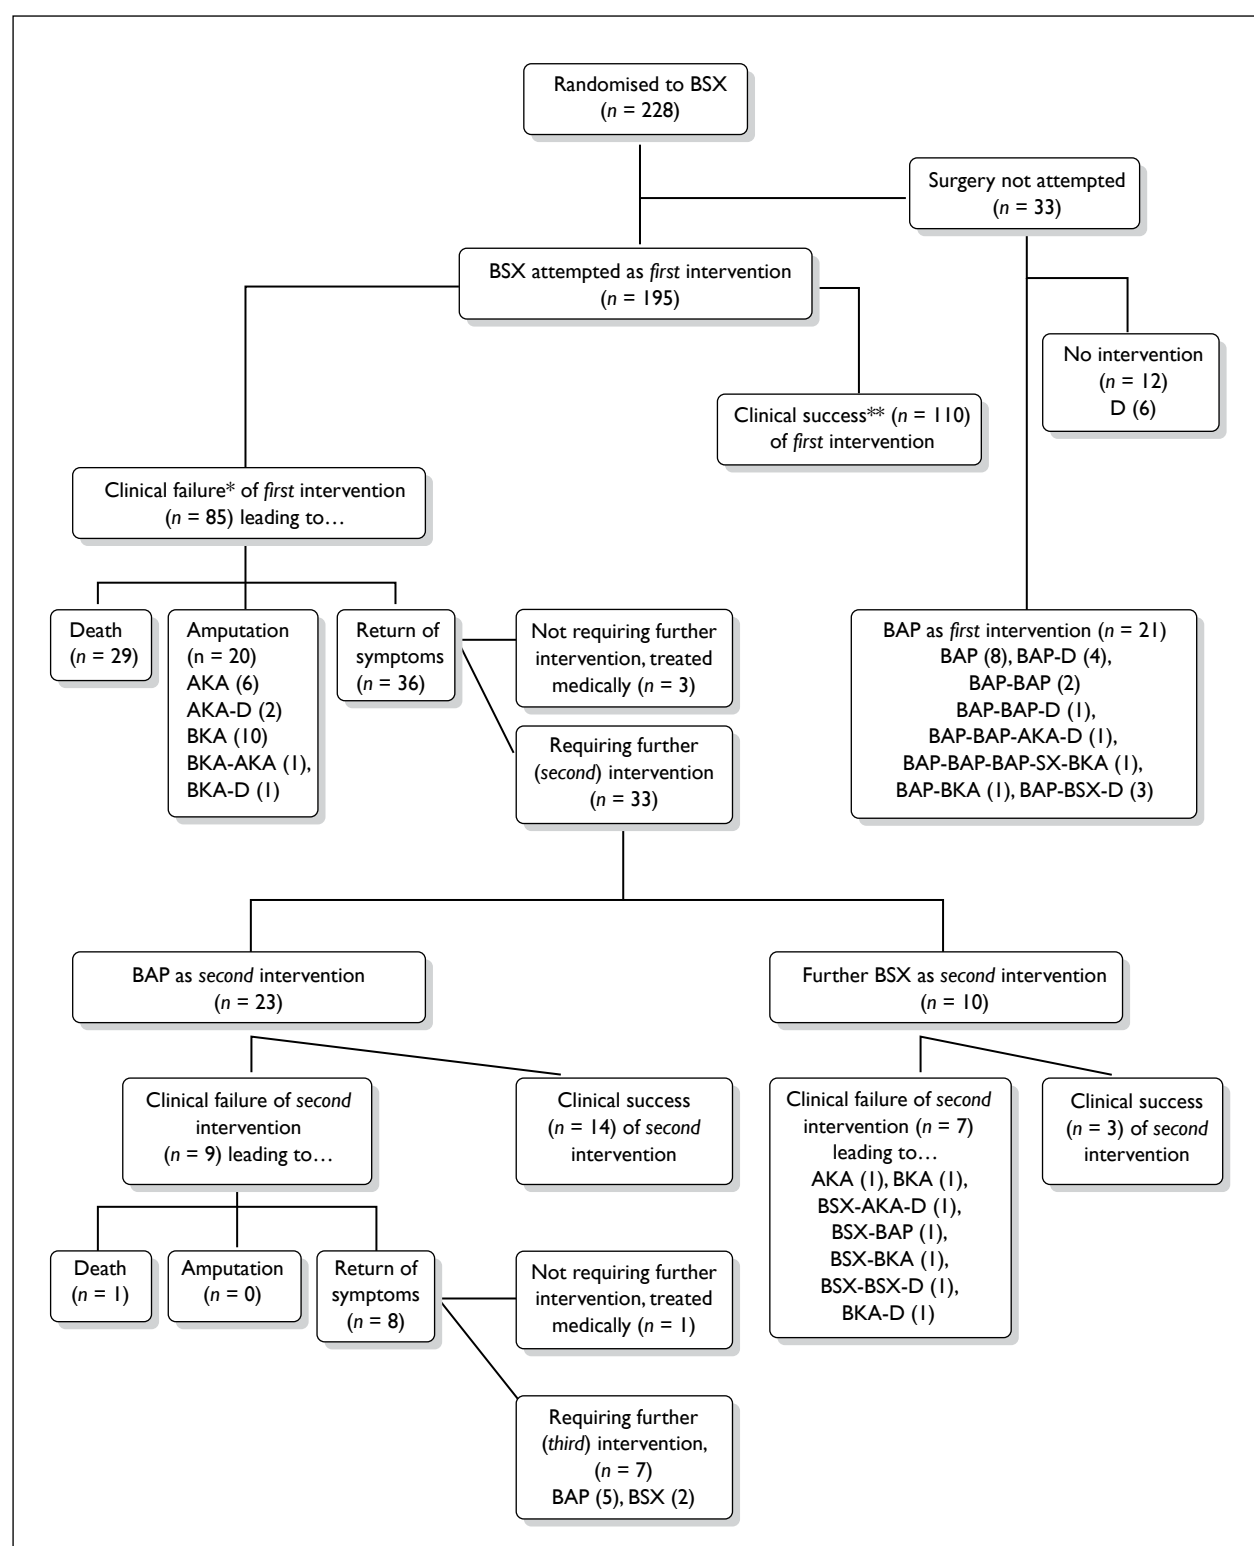 Randomised to BSX
(n = 228)
Surgery not attempted
(n = 33)
BSX attempted as first intervention
(n = 195)
No intervention
(n = 12)
D (6)
Clinical success** (n = 110)
of first intervention
Clinical failure* of first intervention
(n = 85) leading to…
Death
(n = 29)
Amputation
(n = 20)
AKA (6)
AKA-D (2)
BKA (10)
BKA-AKA (1),
BKA-D (1)
Return of
symptoms
(n = 36)
Not requiring further
intervention, treated
medically (n = 3)
Requiring further
(second) intervention
(n = 33)
BAP as first intervention (n = 21)
BAP (8), BAP-D (4),
BAP-BAP (2)
BAP-BAP-D (1),
BAP-BAP-AKA-D (1),
BAP-BAP-BAP-SX-BKA (1),
BAP-BKA (1), BAP-BSX-D (3)
BAP as second intervention
(n = 23)
Further BSX as second intervention
(n = 10)
Clinical failure of second
intervention
(n = 9) leading to…
Clinical success
(n = 14) of second
intervention
Clinical failure of second
intervention (n = 7)
leading to…
AKA (1), BKA (1),
BSX-AKA-D (1),
BSX-BAP (1),
BSX-BKA (1),
BSX-BSX-D (1),
BKA-D (1)
Clinical success
(n = 3) of second
intervention
Death
(n = 1)
Amputation
(n = 0)
Return of
symptoms
(n = 8)
Not requiring further
intervention, treated
medically (n = 1)
Requiring further
(third) intervention,
(n = 7)
BAP (5), BSX (2)